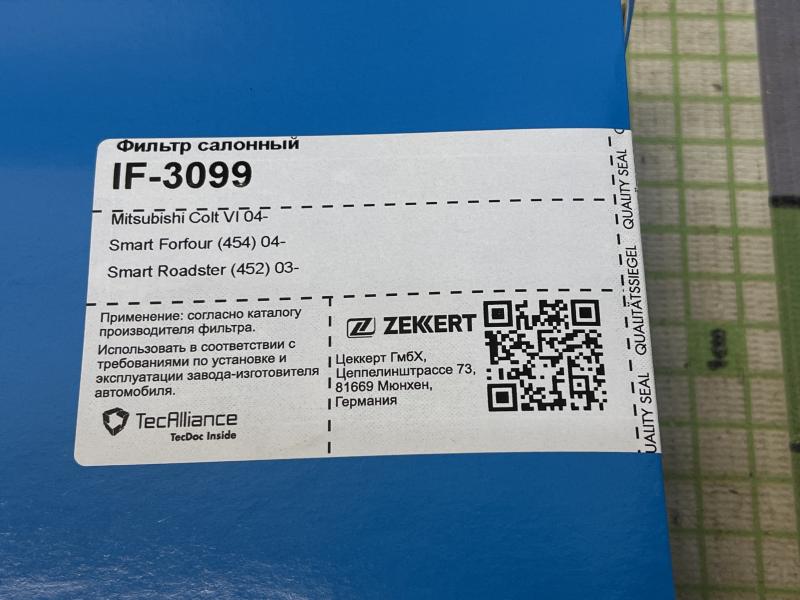 Фильтр салонный
IF-3099
Mitsubishi Colt VI 04-
Smart Forfour (454) 04-
Smart Roadster (452) 03-
Применение: согласно каталогу
производителя фильтра.
Использовать в соответствии с
требованиями по установке и
эксплуатации завода-изготовителя
автомобиля.
TecAlliance
TecDoc Inside
ZEKKERT
Цеккерт ГмбХ,
Цеппелинштрассе 73,
81669 Мюнхен,
Германия
UALITY SEAL QUALITÄTSSIEGEL QUALITY SEAL